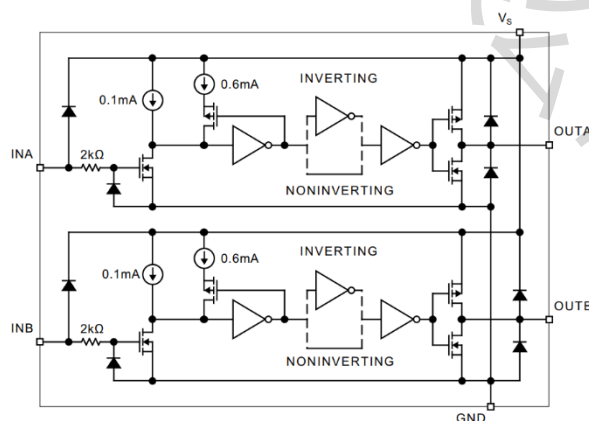 Vs
INVERTING
0.6mA
0.1mA
OUTA
INA
2kΩ
NONINVERTING
INVERTING
0.6mA
0.1mA
OUTB
INB
2kΩ
NONINVERTING
GND